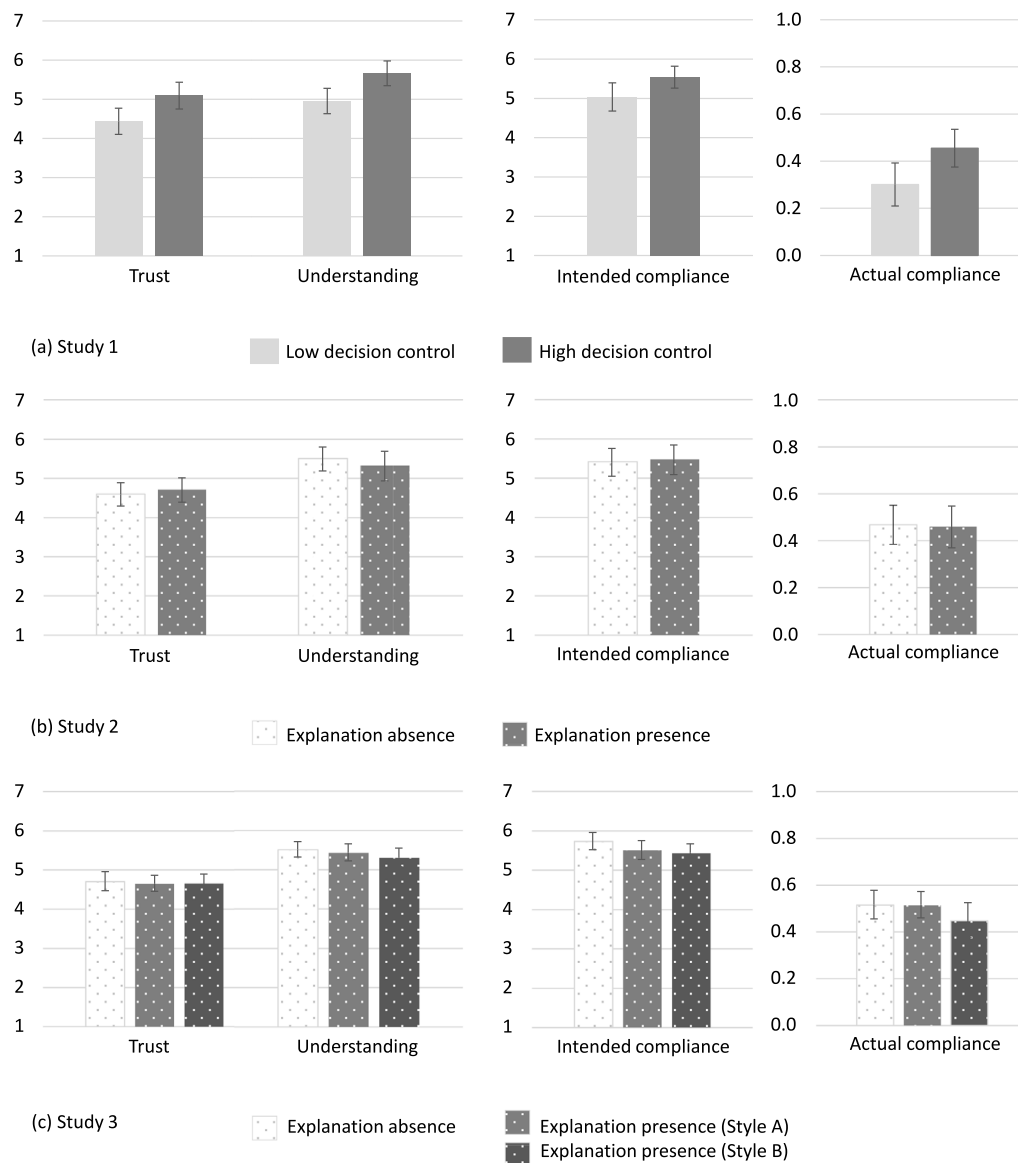 7
6
5
4
3
2
1
Trust
Understanding
7
6
5
4
3
2
1
Intended compliance
1.0
0.8
0.6
0.4
0.2
0.0
Actual compliance
(a) Study 1
Low decision control
High decision control
7
6
5
4
3
2
1
Trust
Understanding
7
6
5
4
3
2
1
Intended compliance
1.0
0.8
0.6
0.4
0.2
0.0
Actual compliance
(b) Study 2
Explanation absence
Explanation presence
7
6
5
4
3
2
1
Trust
Understanding
7
6
5
4
3
2
1
Intended compliance
1.0
0.8
0.6
0.4
0.2
0.0
Actual compliance
(c) Study 3
Explanation absence
Explanation presence (Style A)
Explanation presence (Style B)